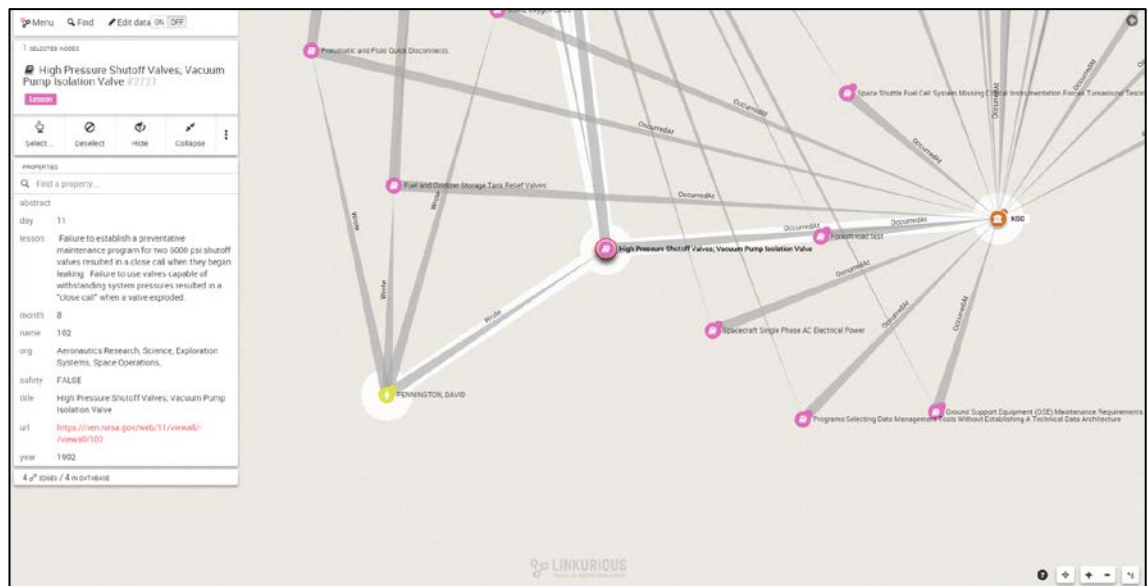 Menu Find Edit data ON OFF
1 SELECTED NODES
High Pressure Shutoff Valves; Vacuum
Pump Isolation Valve #2721
Lesson
Select... Deselect Hide Collapse
PROPERTIES
Find a property...
abstract
day 11
lesson Failure to establish a preventative
maintenance program for two 6000 psi shutoff
valves resulted in a close call when they began
leaking. Failure to use valves capable of
withstanding system pressures resulted in a
"close call" when a valve exploded.
month 8
name 102
org Aeronautics Research, Science, Exploration
Systems, Space Operations,
safety FALSE
title High Pressure Shutoff Valves; Vacuum Pump
Isolation Valve
url https://nen.nasa.gov/web/11/viewall/-
/viewall/102
year 1992
4 EDGES / 4 IN DATABASE
Pneumatic and Fluid Quick Disconnects
Space Shuttle Fuel Cell System Missing Critical Instrumentation Forces Turnaround Testing
OccurredAt
OccurredAt
OccurredAt
OccurredAt
OccurredAt
Fuel and Oxidizer Storage Tank Relief Valves
OccurredAt
Wrote
Wrote
Wrote
KSC
OccurredAt
OccurredAt
High Pressure Shutoff Valves; Vacuum Pump Isolation Valve
Forklift load test
OccurredAt
OccurredAt
OccurredAt
Wrote
Spacecraft Single Phase AC Electrical Power
PENNINGTON, DAVID
Ground Support Equipment (GSE) Maintenance Requirements
Programs Selecting Data Management Tools Without Establishing A Technical Data Architecture
LINKURIOUS